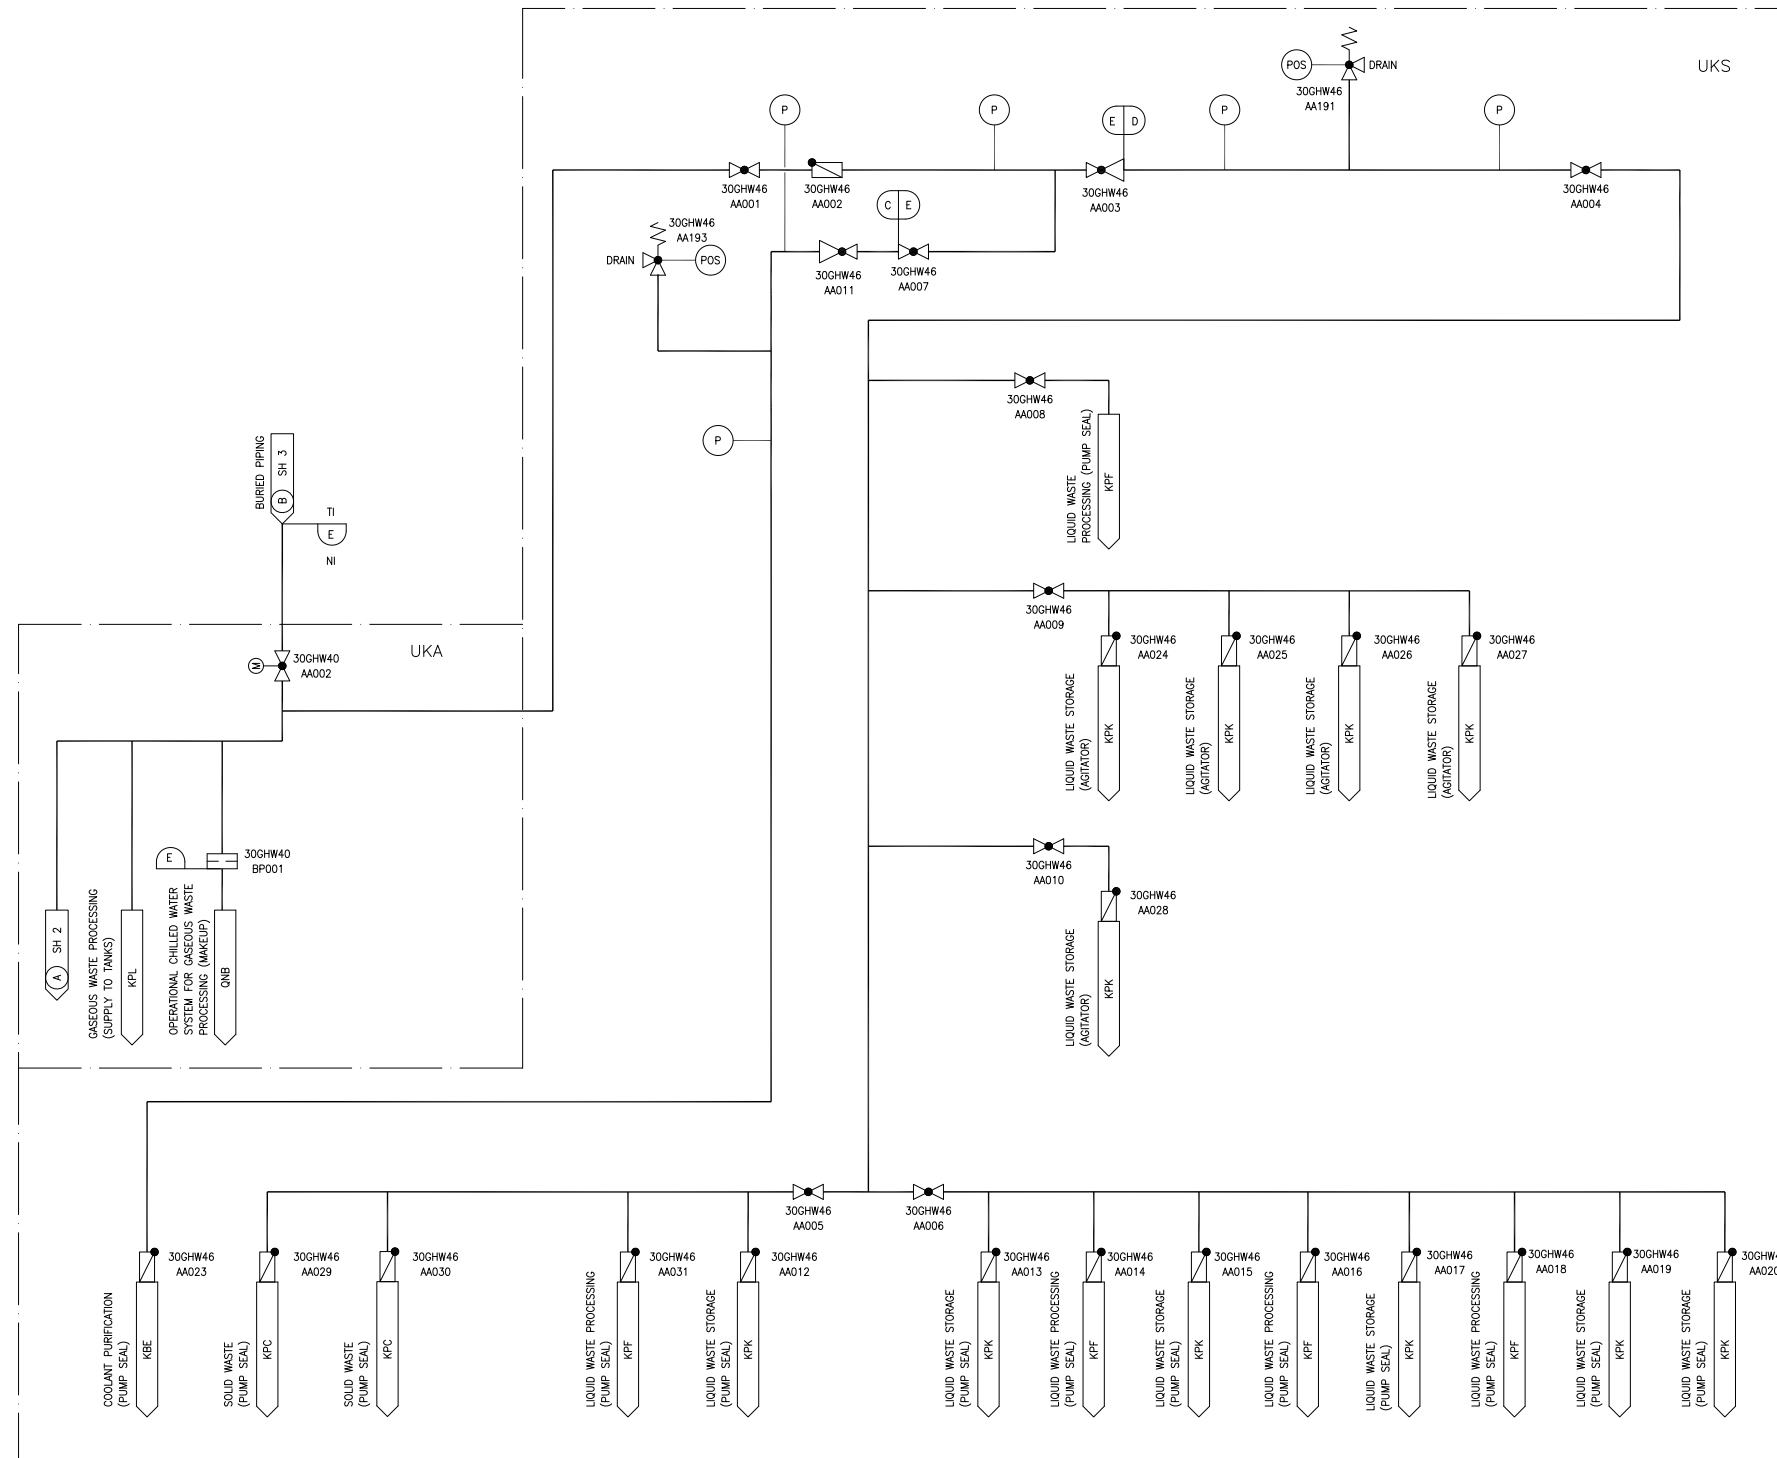 UKS
POS
DRAIN
30GHW46
AA191
P
P
E D
P
P
30GHW46
AA001
30GHW46
AA002
30GHW46
AA003
30GHW46
AA004
C E
30GHW46
AA193
DRAIN
POS
30GHW46
AA011
30GHW46
AA007
30GHW46
AA008
P
LIQUID WASTE
PROCESSING (PUMP SEAL)
KPF
BURIED PIPING
B SH 3
TI
E
NI
30GHW46
AA009
UKA
M
30GHW40
AA002
30GHW46
AA024
30GHW46
AA025
30GHW46
AA026
30GHW46
AA027
LIQUID WASTE STORAGE
(AGITATOR)
KPK
LIQUID WASTE STORAGE
(AGITATOR)
KPK
LIQUID WASTE STORAGE
(AGITATOR)
KPK
LIQUID WASTE STORAGE
(AGITATOR)
KPK
E
30GHW40
BP001
30GHW46
AA010
30GHW46
AA028
LIQUID WASTE STORAGE
(AGITATOR)
KPK
A SH 2
GASEOUS WASTE PROCESSING
(SUPPLY TO TANKS)
KPL
OPERATIONAL CHILLED WATER
SYSTEM FOR GASEOUS WASTE
PROCESSING (MAKEUP)
QNB
30GHW46
AA005
30GHW46
AA006
30GHW46
AA023
30GHW46
AA029
30GHW46
AA030
30GHW46
AA031
30GHW46
AA012
30GHW46
AA013
30GHW46
AA014
30GHW46
AA015
30GHW46
AA016
30GHW46
AA017
30GHW46
AA018
30GHW46
AA019
AA020
COOLANT PURIFICATION
(PUMP SEAL)
KBE
SOLID WASTE
(PUMP SEAL)
KPC
SOLID WASTE
(PUMP SEAL)
KPC
LIQUID WASTE PROCESSING
(PUMP SEAL)
KPF
LIQUID WASTE STORAGE
(PUMP SEAL)
KPK
LIQUID WASTE STORAGE
(PUMP SEAL)
KPK
LIQUID WASTE PROCESSING
(PUMP SEAL)
KPF
LIQUID WASTE STORAGE
(PUMP SEAL)
KPK
LIQUID WASTE PROCESSING
(PUMP SEAL)
KPF
LIQUID WASTE STORAGE
(PUMP SEAL)
KPK
LIQUID WASTE PROCESSING
(PUMP SEAL)
KPF
LIQUID WASTE STORAGE
(PUMP SEAL)
KPK
LIQUID WASTE STORAGE
(PUMP SEAL)
KPK